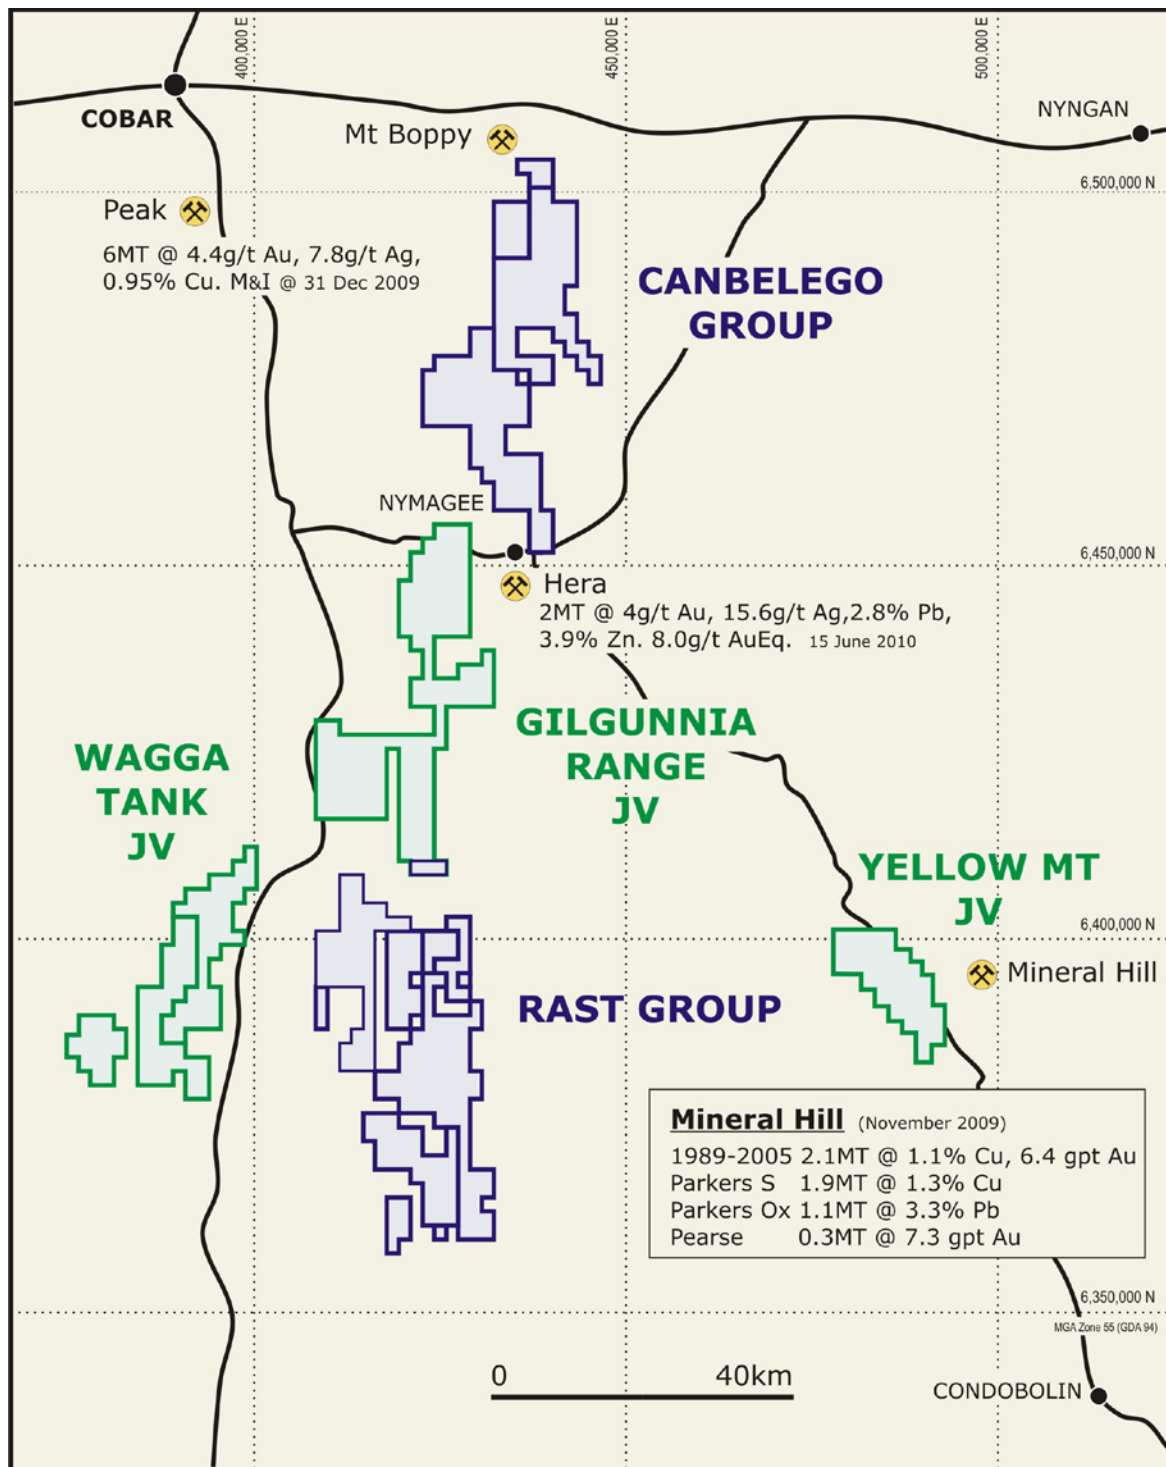 400,000 E
450,000 E
500,000 E
COBAR
Mt Boppy
NYNGAN
6,500,000 N
Peak
6MT @ 4.4g/t Au, 7.8g/t Ag,
0.95% Cu. M&I @ 31 Dec 2009
CANBELEGO
GROUP
NYMAGEE
6,450,000 N
Hera
2MT @ 4g/t Au, 15.6g/t Ag,2.8% Pb,
3.9% Zn. 8.0g/t AuEq. 15 June 2010
GILGUNNIA
RANGE
JV
WAGGA
TANK
JV
YELLOW MT
JV
6,400,000 N
Mineral Hill
RAST GROUP
Mineral Hill (November 2009)
1989-2005 2.1MT @ 1.1% Cu, 6.4 gpt Au
Parkers S 1.9MT @ 1.3% Cu
Parkers Ox 1.1MT @ 3.3% Pb
Pearse 0.3MT @ 7.3 gpt Au
6,350,000 N
MGA Zone 55 (GDA 94)
0 40km
CONDOBOLIN